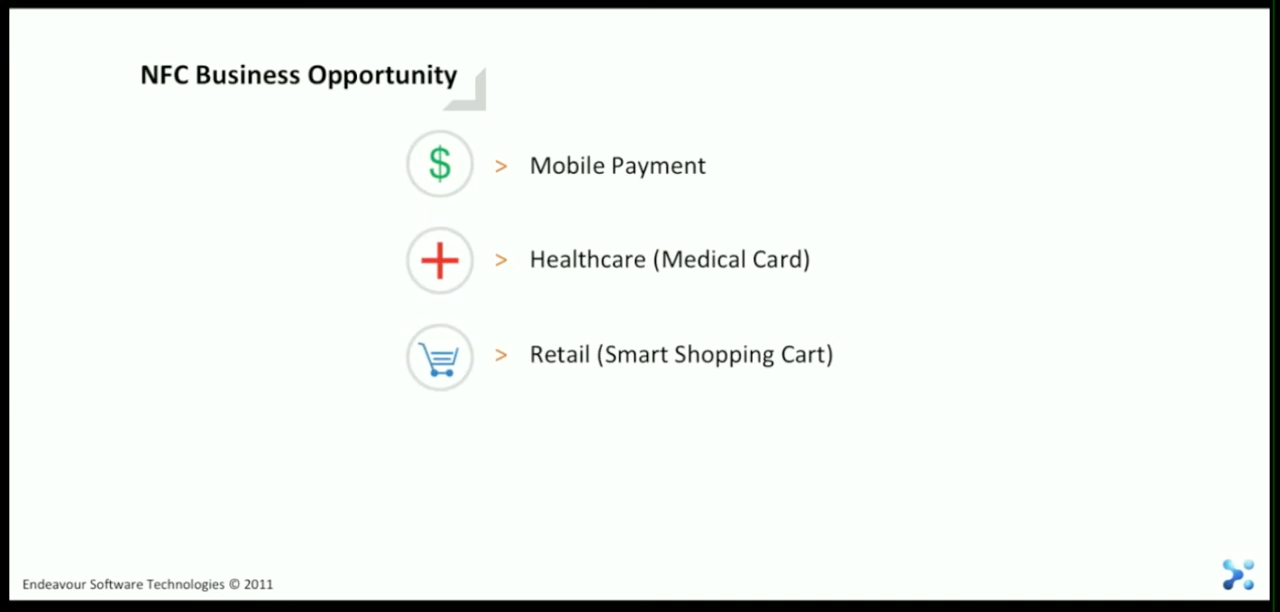 NFC Business Opportunity
$ > Mobile Payment
> Healthcare (Medical Card)
> Retail (Smart Shopping Cart)
Endeavour Software Technologies © 2011